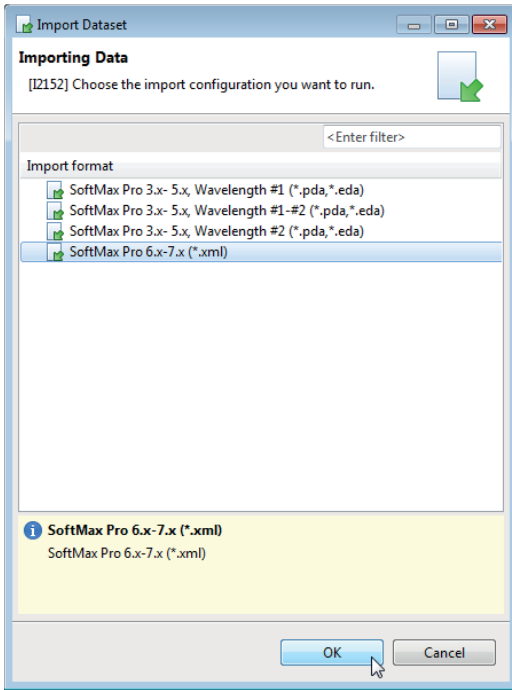 Import Dataset
Importing Data
[I2152] Choose the import configuration you want to run.
<Enter filter>
Import format
SoftMax Pro 3.x- 5.x, Wavelength #1 (*.pda,*.eda)
SoftMax Pro 3.x- 5.x, Wavelength #1-#2 (*.pda,*.eda)
SoftMax Pro 3.x- 5.x, Wavelength #2 (*.pda,*.eda)
SoftMax Pro 6.x-7.x (*.xml)
SoftMax Pro 6.x-7.x (*.xml)
SoftMax Pro 6.x-7.x (*.xml)
OK Cancel